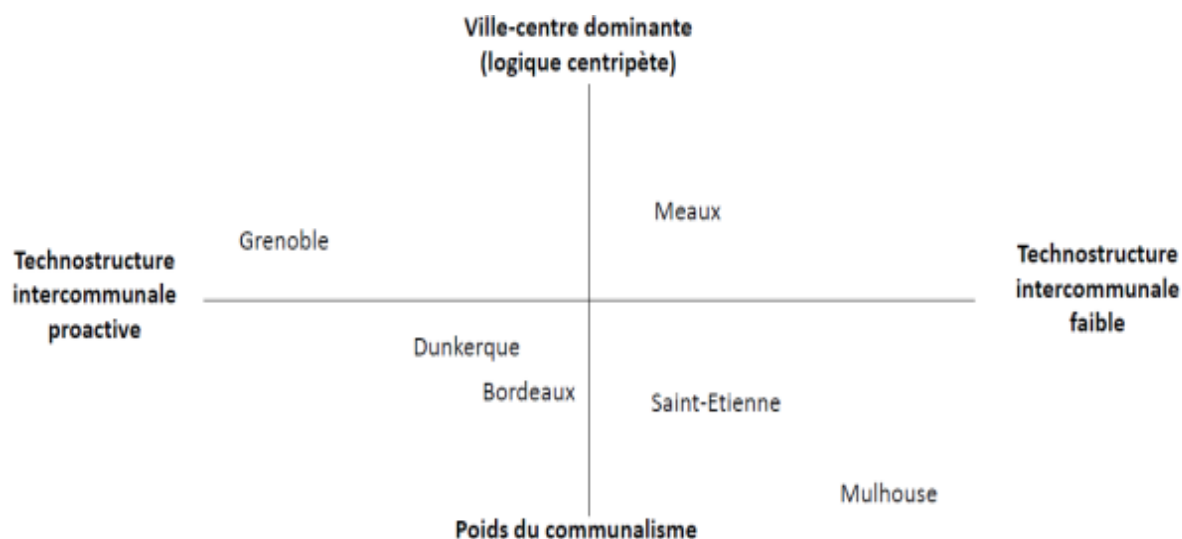 Ville-centre dominante
(logique centripète)
Meaux
Grenoble
Technostructure
intercommunale
proactive
Technostructure
intercommunale
faible
Dunkerque
Bordeaux
Saint-Etienne
Mulhouse
Poids du communalisme